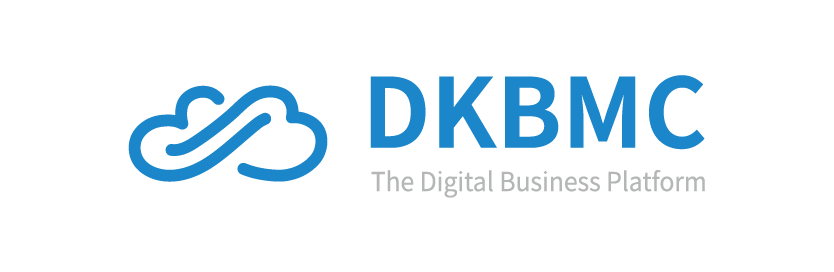 DKBMC
The Digital Business Platform